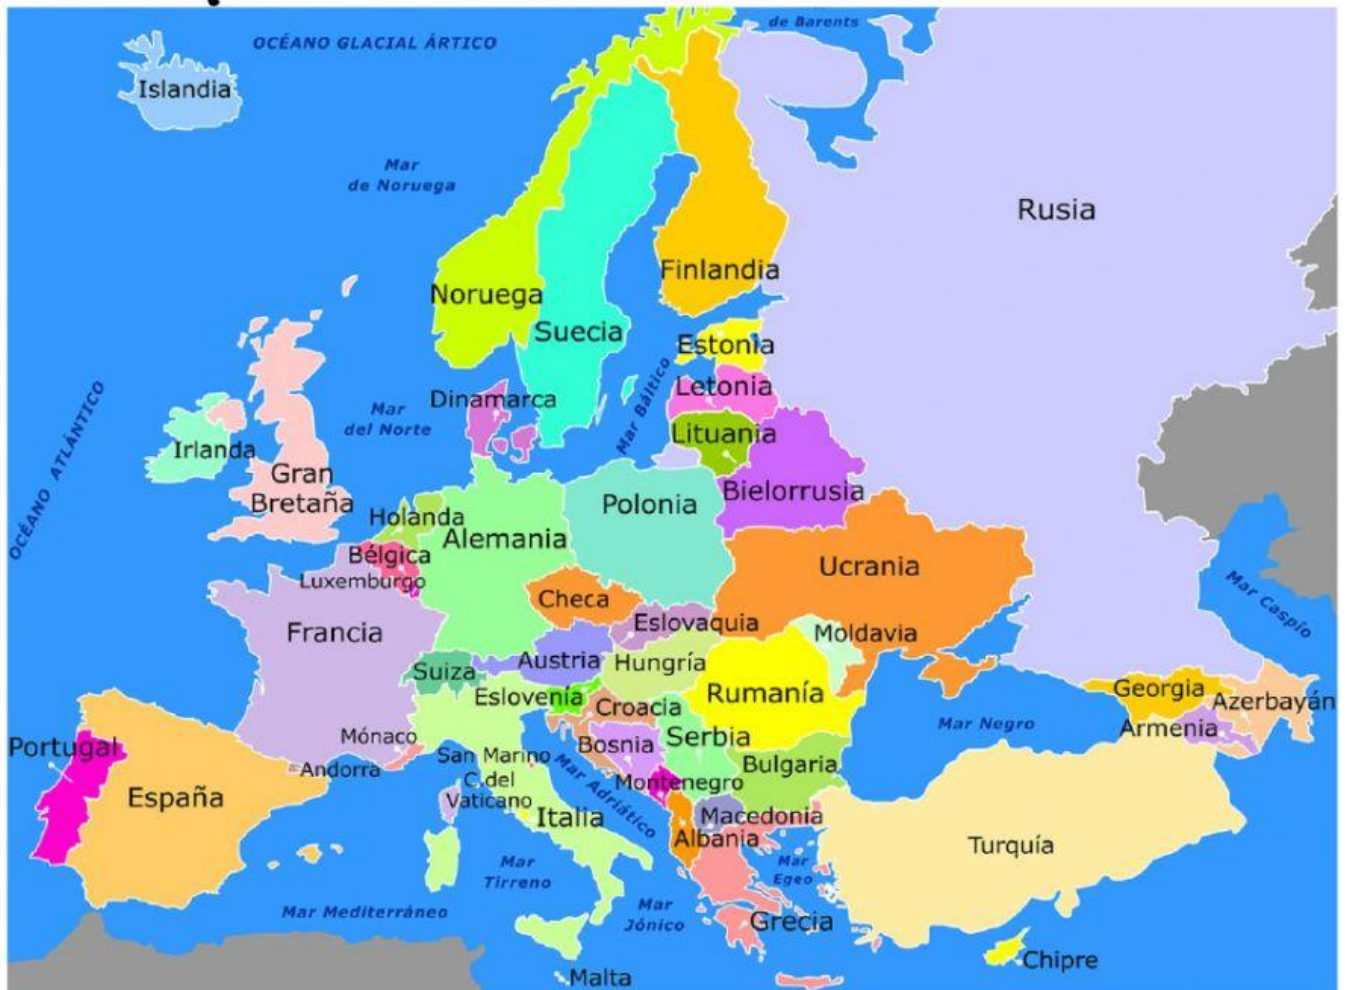 de Barents
OCÉANO GLACIAL ÁRTICO
Islandia
Mar
de Noruega
Rusia
Finlandia
Noruega
Suecia
Estonia
Letonia
Dinamarca
Mar
del Norte
Mar Báltico
Lituania
Irlanda
OCÉANO ATLÁNTICO
Gran
Bretaña
Bielorrusia
Polonia
Holanda
Alemania
Bélgica
Luxemburgo
Ucrania
Checa
Mar Caspío
Eslovaquia
Francia
Moldavia
Austria
Hungría
Suiza
Eslovenía
Rumanía
Georgia
Azerbayán
Croacia
Mar Negro
Armenia
Mónaco
Serbia
Bosnia
Portugal
San Marino
Andorra
Bulgaria
C.del
Vaticano
Montenegro
Mar Adriático
España
Italia
Macedonia
Albania
Turquía
Mar
Tirreno
Mar
Egeo
Mar Mediterráneo
Mar
Jónico
Grecia
Chipre
Malta